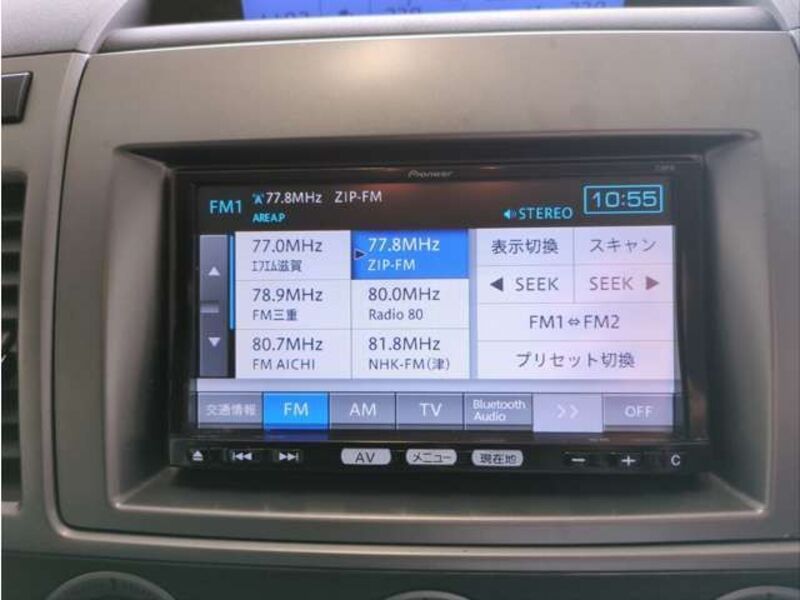 Pioneer
FM1 77.8MHz ZIP-FM
AREA.P
STEREO 10:55
77.0MHz
エフエム滋賀
77.8MHz
ZIP-FM
表示切換 スキャン
78.9MHz
FM三重
80.0MHz
Radio 80
◀ SEEK SEEK ▶
FM1⇔FM2
80.7MHz
FM AICHI
81.8MHz
NHK-FM(津)
プリセット切換
交通情報 FM AM TV Bluetooth Audio >> OFF
AV メニュー 現在地 − + C